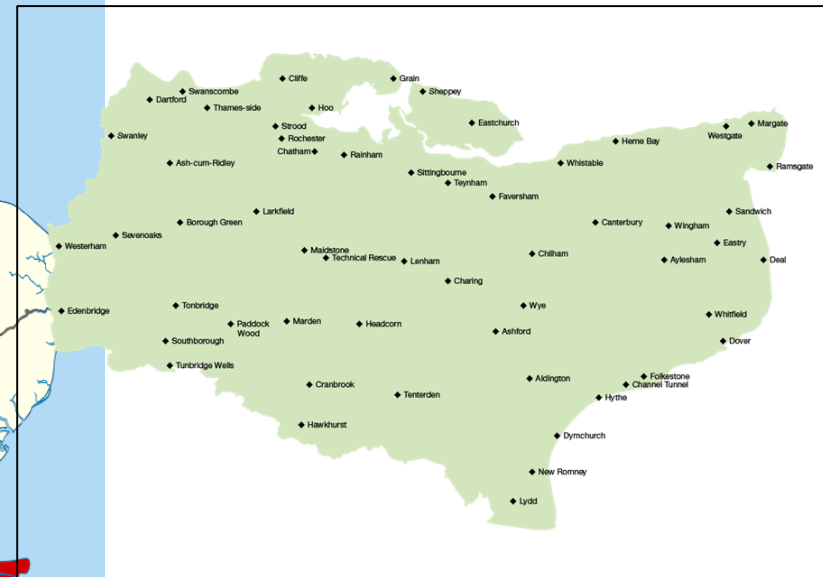 Cliffe
Grain
Swanscombe
Sheppey
Dartford
Thames-side
Hoo
Eastchurch
Margate
Strood
Westgate
Swanley
Rochester
Herne Bay
Chatham
Rainham
Ash-cum-Ridley
Whistable
Ramsgate
Sittingbourne
Teynham
Faversham
Larkfield
Sandwich
Borough Green
Canterbury
Wingham
Sevenoaks
Westerham
Eastry
Maidstone
Technical Rescue
Lenham
Chilham
Aylesham
Deal
Charing
Edenbridge
Tonbridge
Wye
Whitfield
Paddock
Wood
Marden
Headcorn
Ashford
Southborough
Dover
Tunbridge Wells
Aldington
Folkestone
Cranbrook
Channel Tunnel
Tenterden
Hythe
Hawkhurst
Dymchurch
New Romney
Lydd